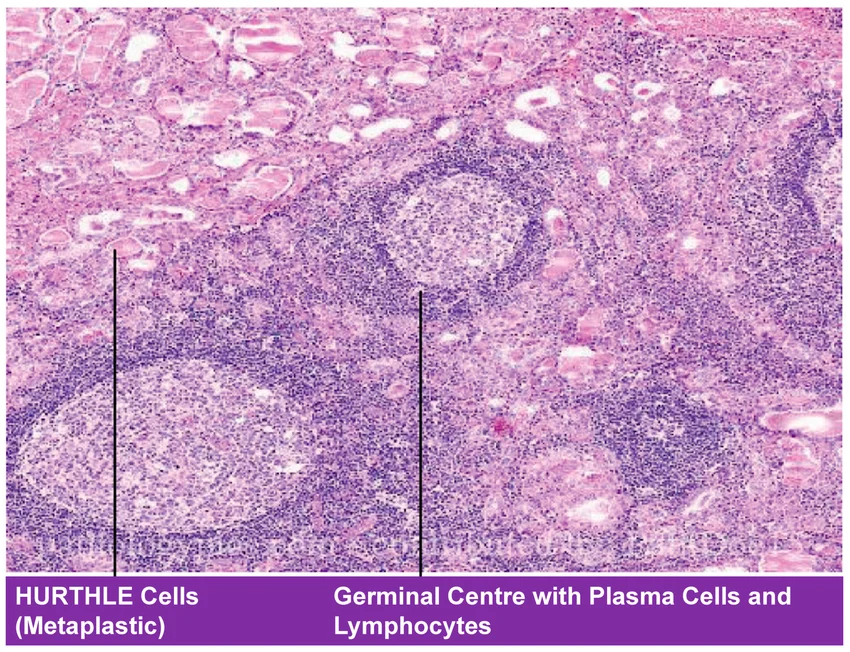 HURTHLE Cells
(Metaplastic)
Germinal Centre with Plasma Cells and
Lymphocytes